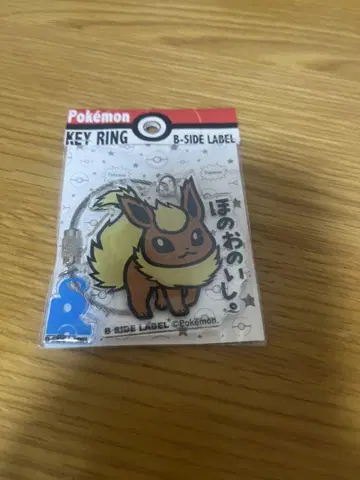 Pokémon
KEY RING
B-SIDE LABEL
ほのおのいし。
B-SIDE LABEL ©Pokémon.